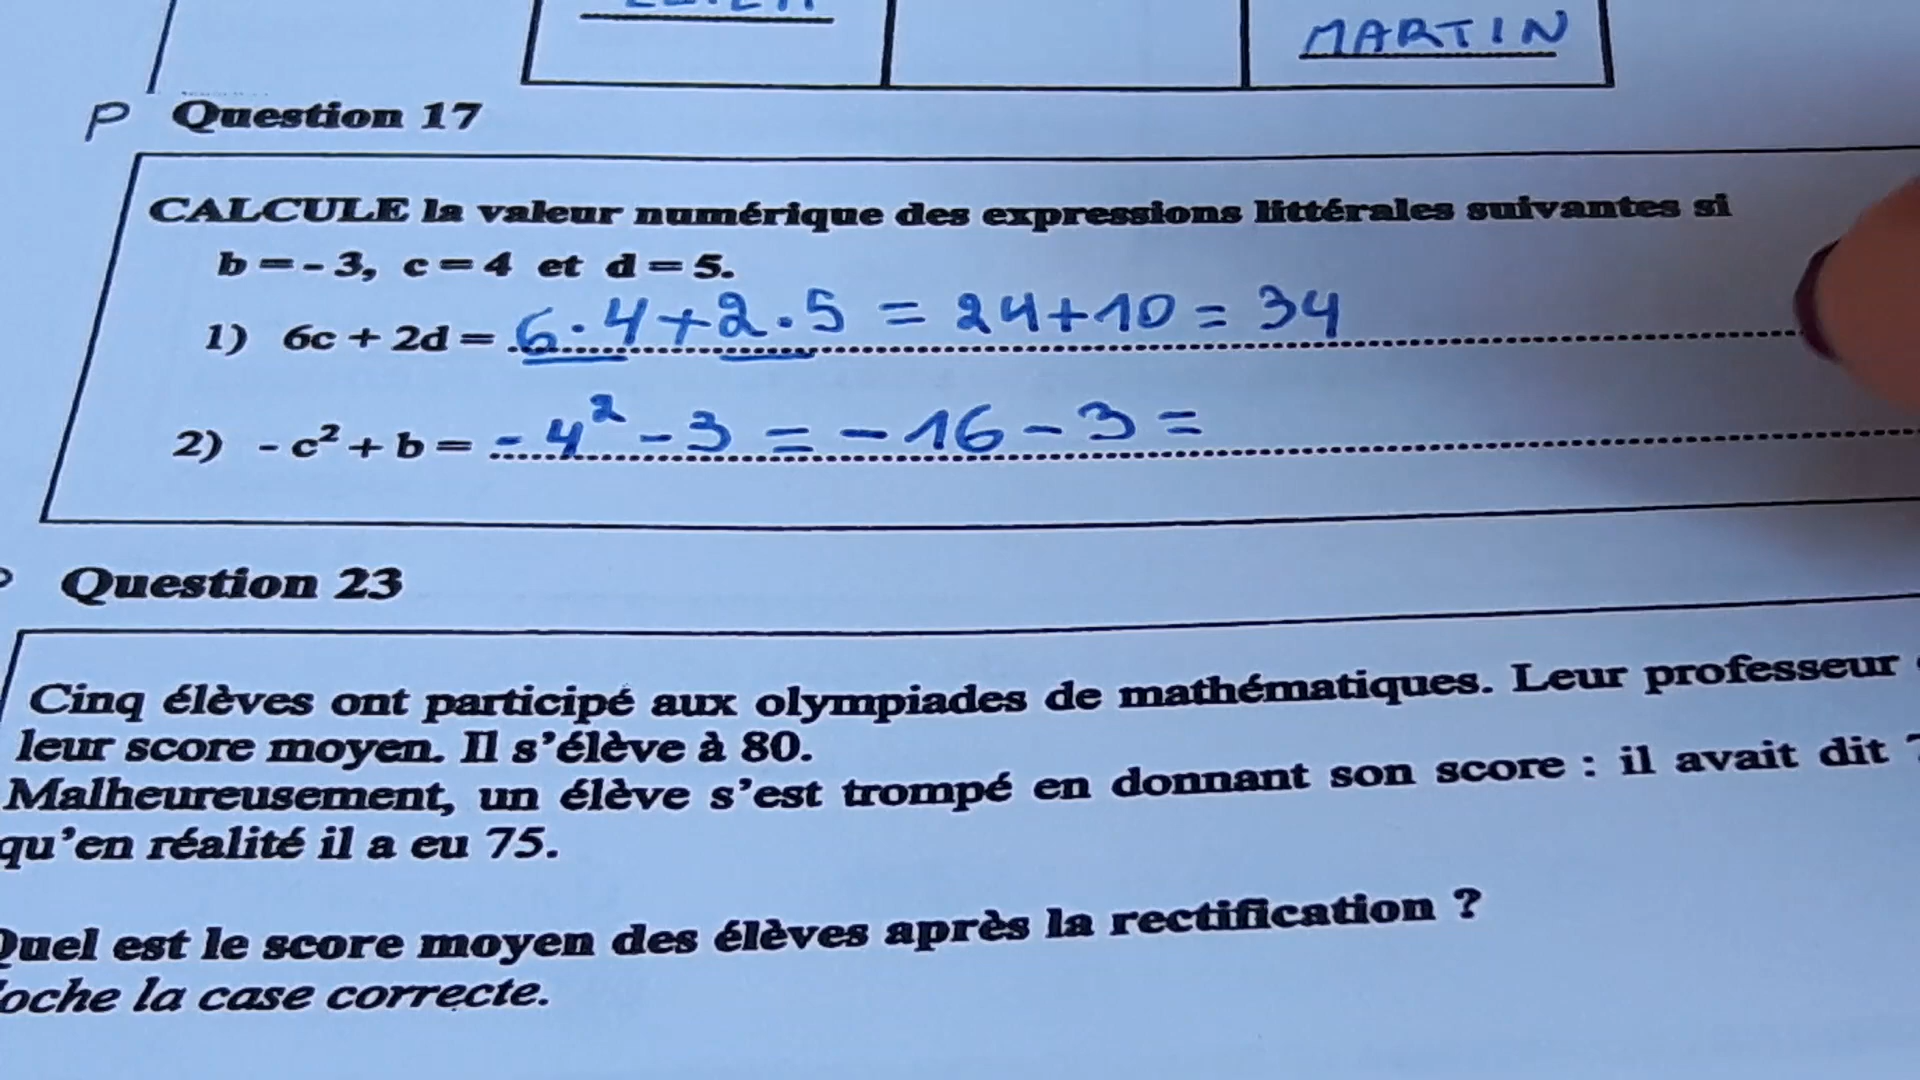 MARTIN
P Question 17
CALCULE la valeur numérique des expressions littérales suivantes si
b = - 3, c = 4 et d = 5.
1) 6c + 2d = 6 · 4 + 2 · 5 = 24 + 10 = 34
2) - c² + b = - 4² - 3 = - 16 - 3 =
Question 23
Cinq élèves ont participé aux olympiades de mathématiques. Leur professeur
leur score moyen. Il s'élève à 80.
Malheureusement, un élève s'est trompé en donnant son score : il avait dit
qu'en réalité il a eu 75.
Quel est le score moyen des élèves après la rectification ?
oche la case correcte.